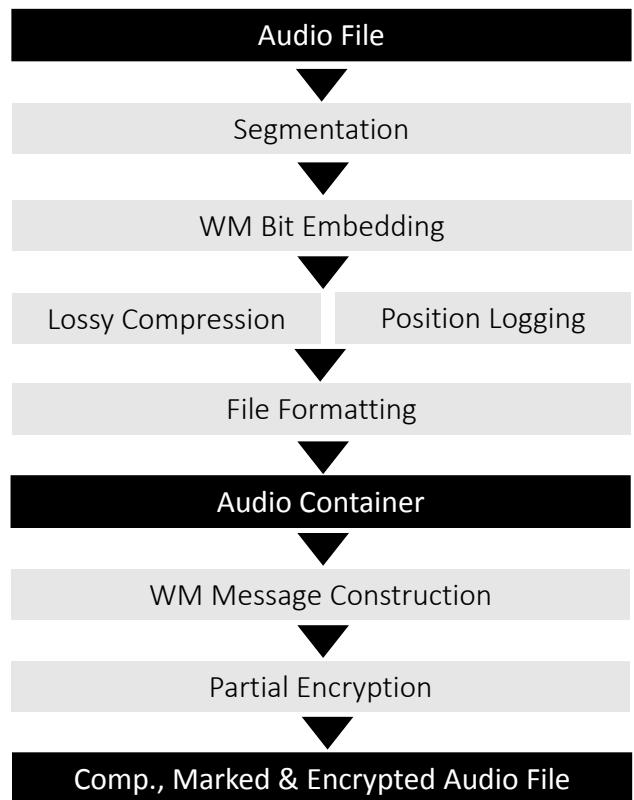 Audio File
Segmentation
WM Bit Embedding
Lossy Compression
Position Logging
File Formatting
Audio Container
WM Message Construction
Partial Encryption
Comp., Marked & Encrypted Audio File